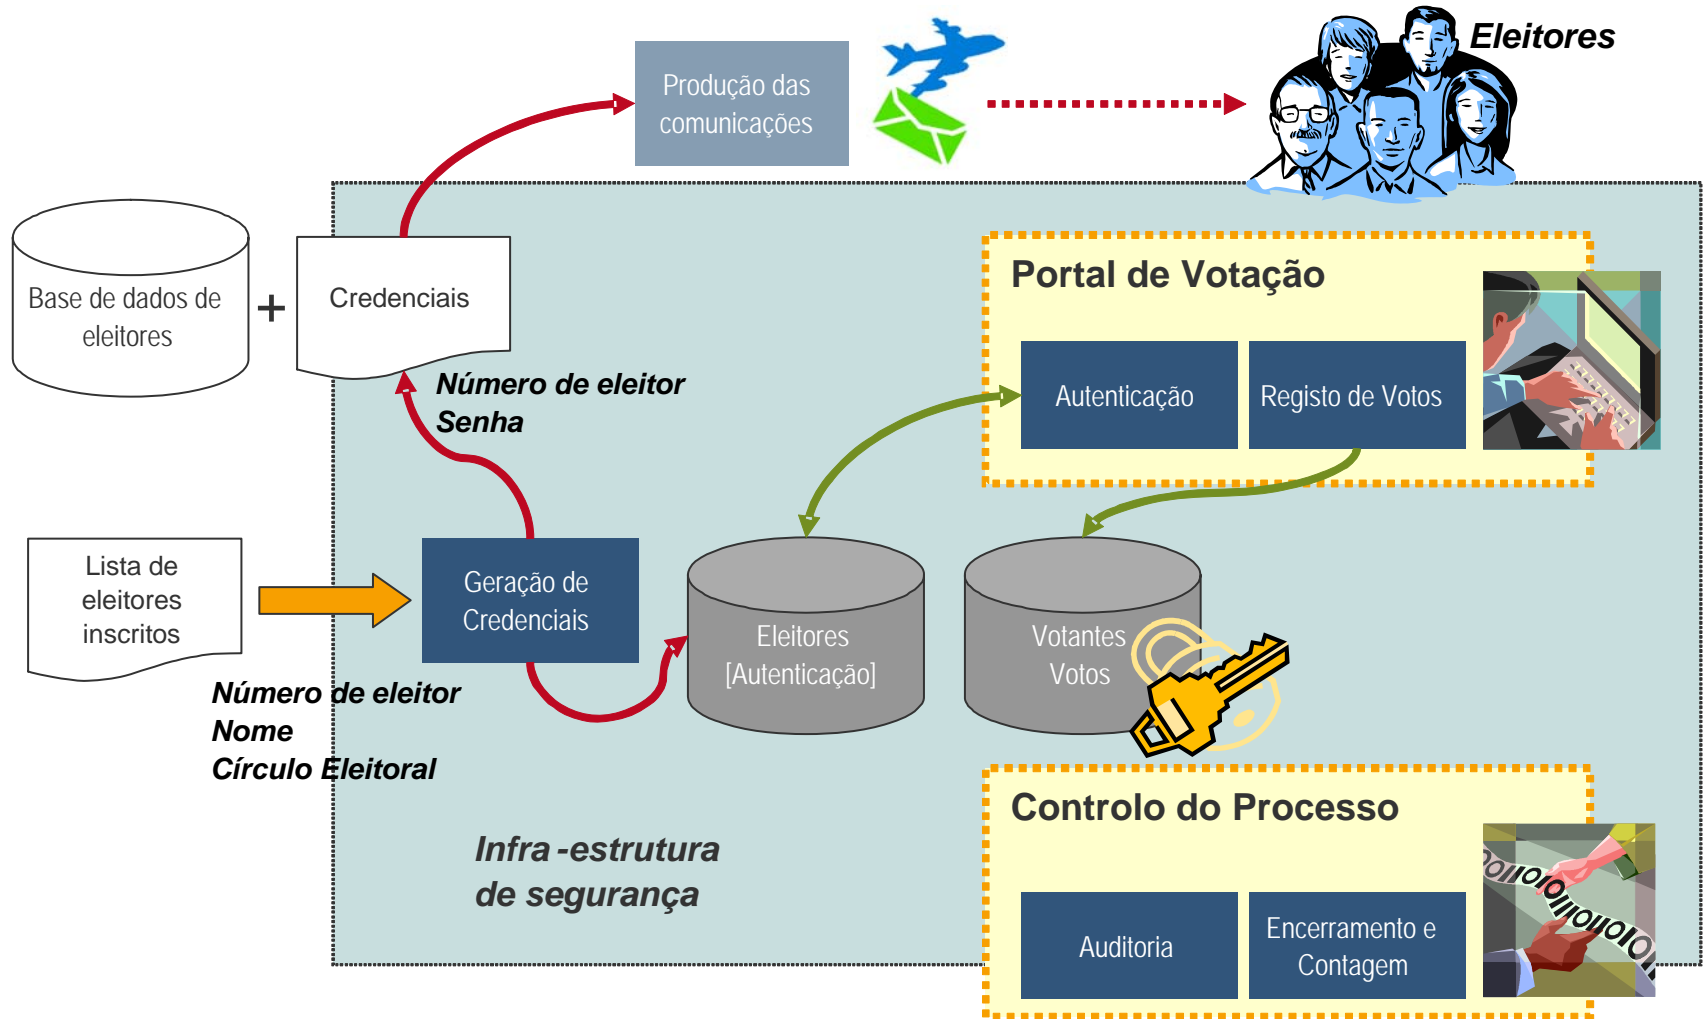 Eleitores
Produção das
comunicações
Base de dados de
eleitores
+
Credenciais
Portal de Votação
Número de eleitor
Senha
Autenticação
Registo de Votos
Lista de
eleitores
inscritos
Geração de
Credenciais
Eleitores
[Autenticação]
Votantes
Votos
Número de eleitor
Nome
Círculo Eleitoral
Controlo do Processo
Infra -estrutura
de segurança
Auditoria
Encerramento e
Contagem